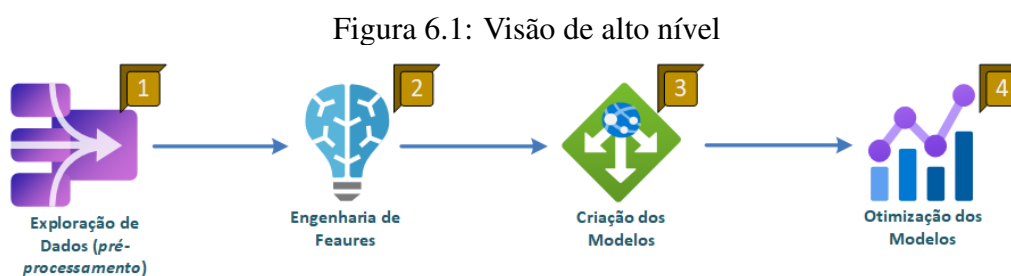 Figura 6.1: Visão de alto nível
1
2
3
4
Exploração de
Dados (pré-
processamento)
Engenharia de
Feaures
Criação dos
Modelos
Otimização dos
Modelos